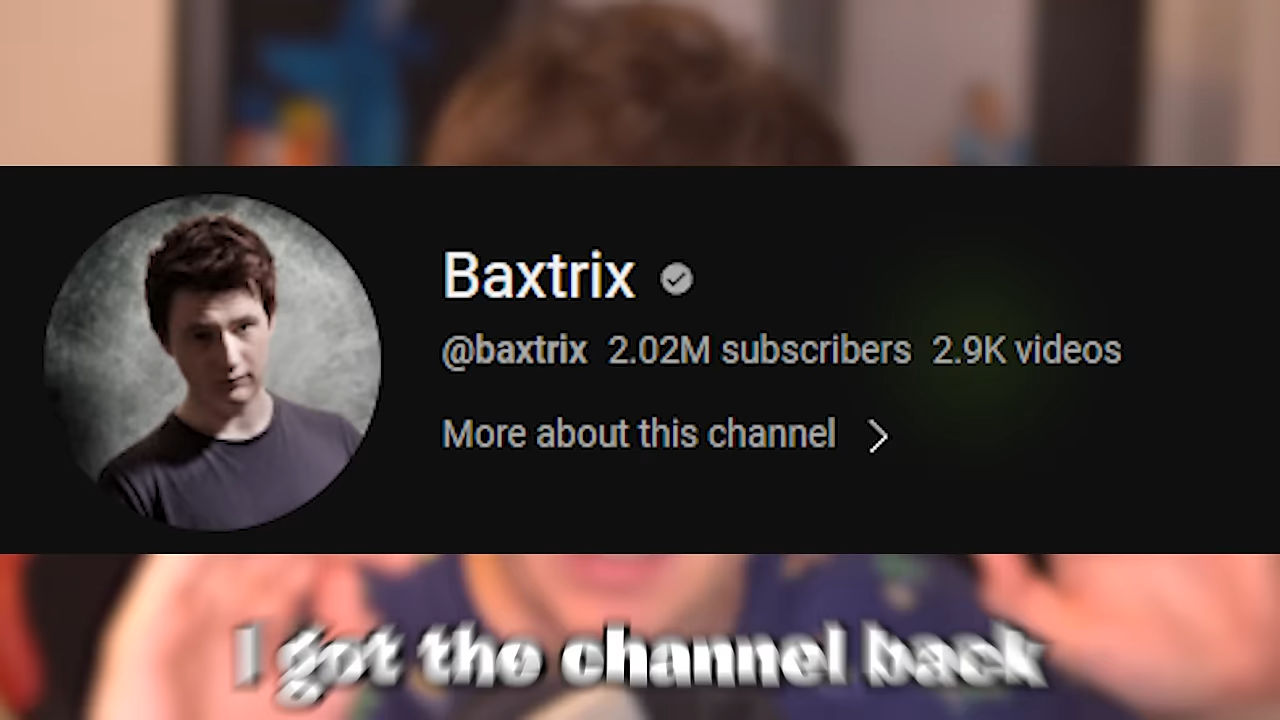 Baxtrix
@baxtrix 2.02M subscribers 2.9K videos
More about this channel
I got the channel back